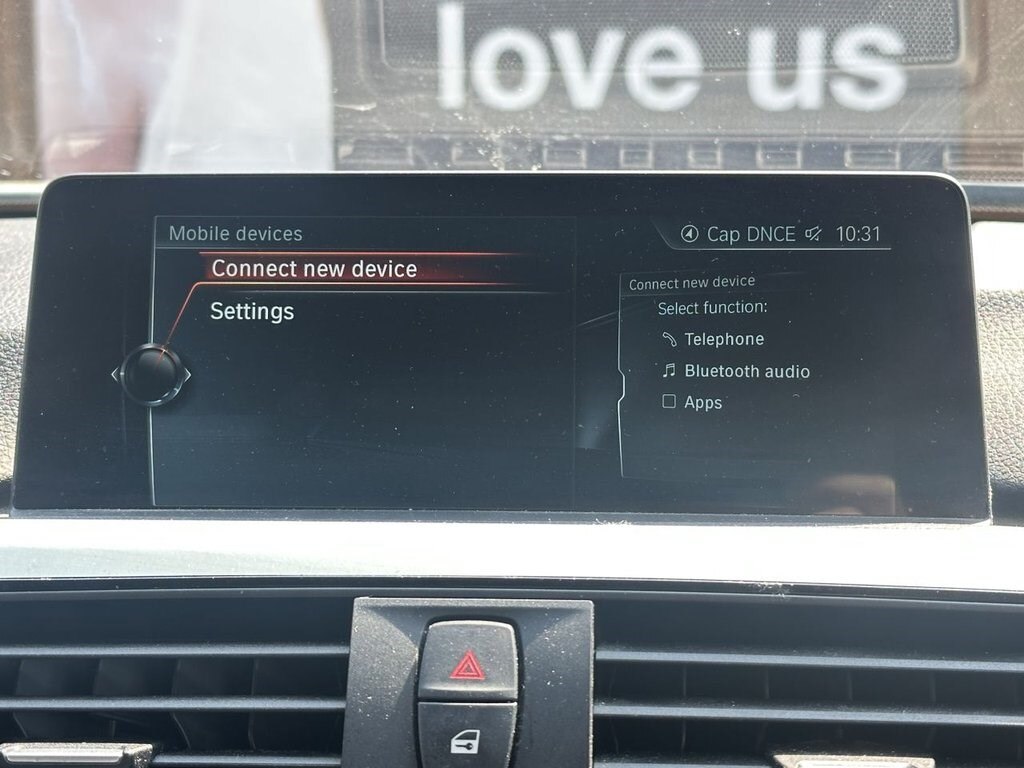 love us
Mobile devices
Cap DNCE 10:31
Connect new device
Settings
Connect new device
Select function:
Telephone
Bluetooth audio
Apps